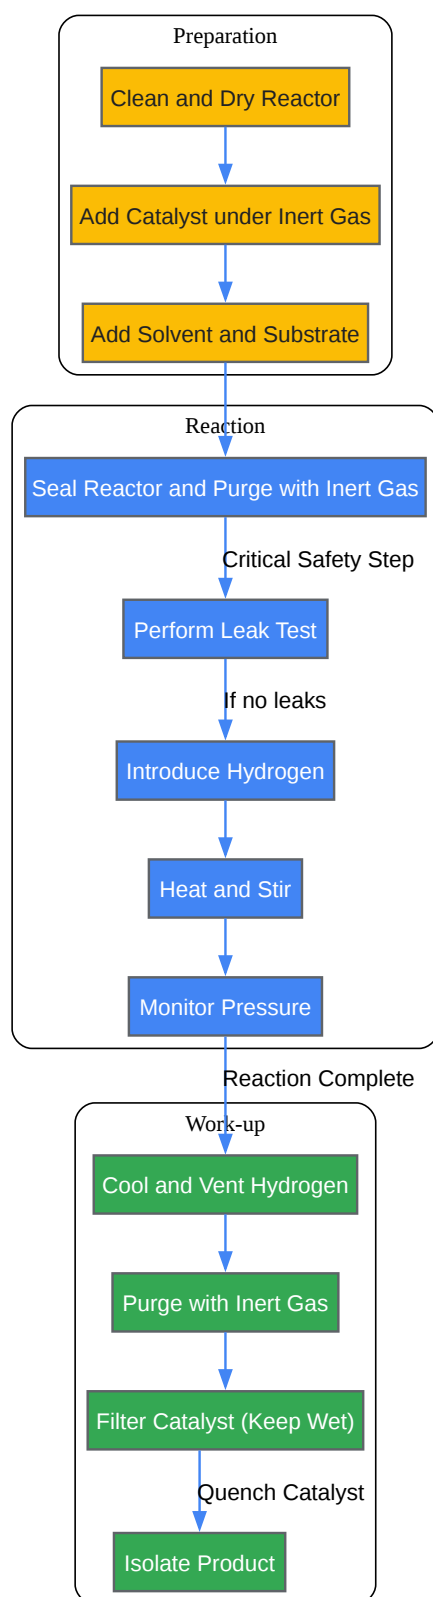 Preparation
Clean and Dry Reactor
Add Catalyst under Inert Gas
Add Solvent and Substrate
Reaction
Seal Reactor and Purge with Inert Gas
Critical Safety Step
Perform Leak Test
If no leaks
Introduce Hydrogen
Heat and Stir
Monitor Pressure
Reaction Complete
Work-up
Cool and Vent Hydrogen
Purge with Inert Gas
Filter Catalyst (Keep Wet)
Quench Catalyst
Isolate Product